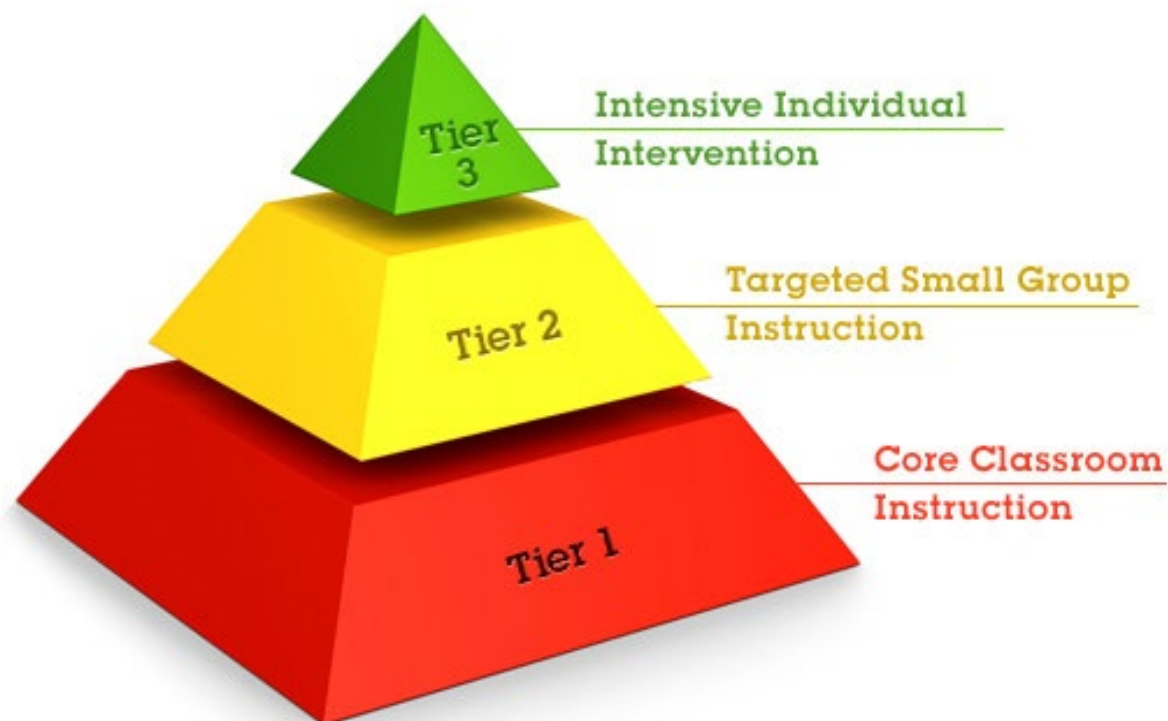 Tier
3
Intensive Individual
Intervention
Tier 2
Targeted Small Group
Instruction
Tier 1
Core Classroom
Instruction